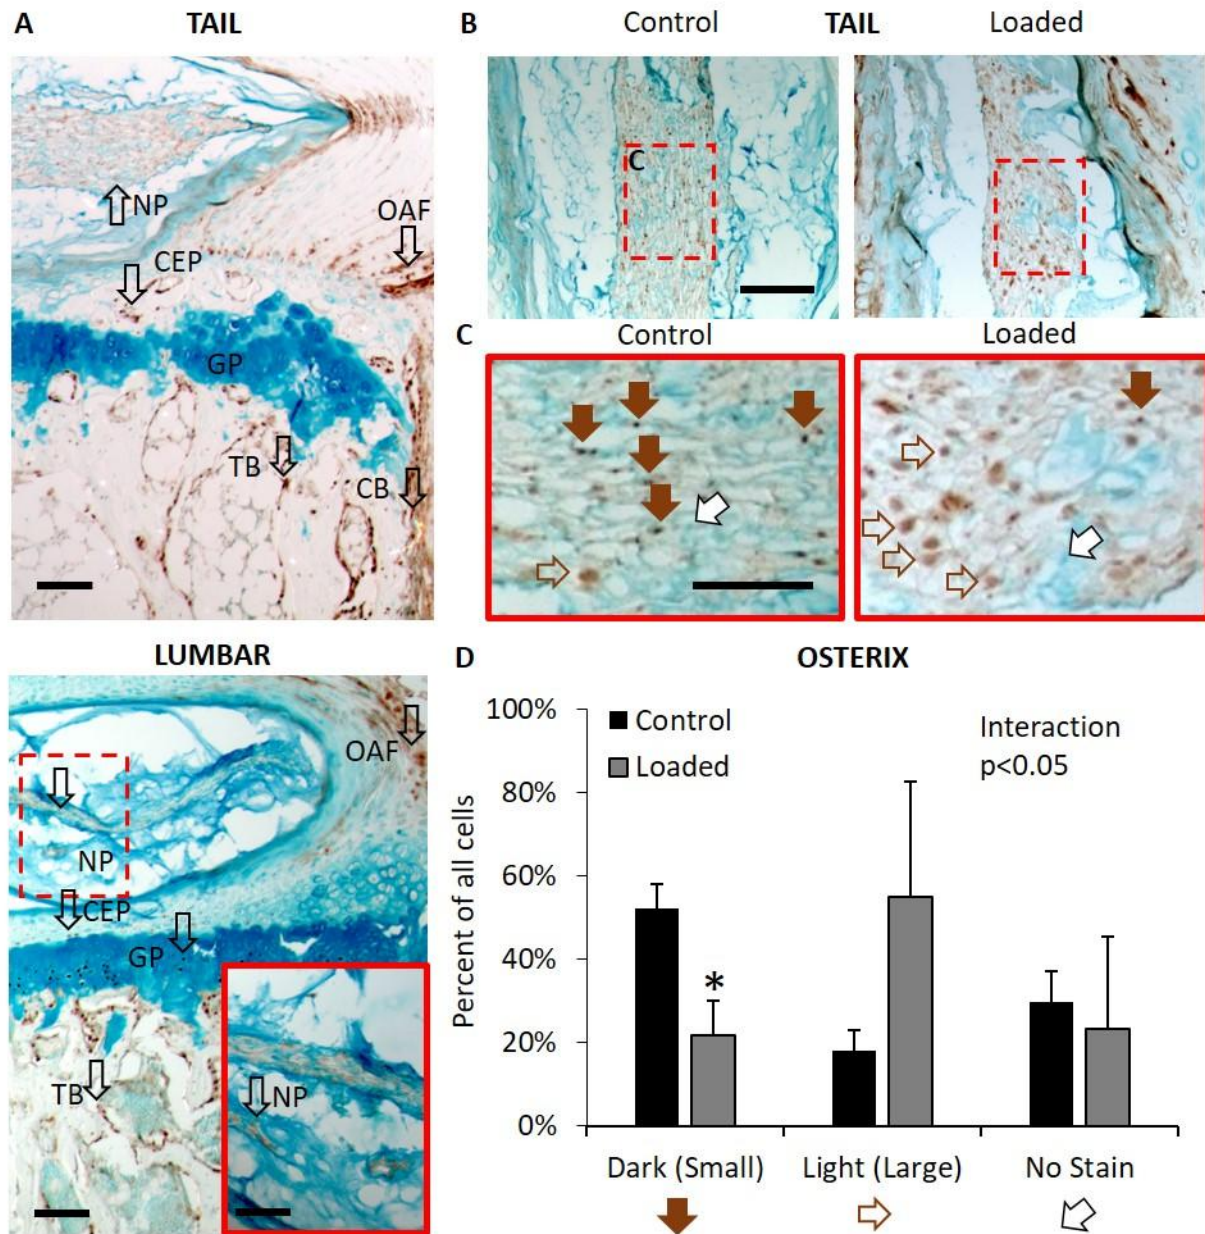 A TAIL
NP
OAF
CEP
GP
TB
CB
B Control TAIL Loaded
C
C Control Loaded
LUMBAR
OAF
NP
CEP
GP
TB
NP
D OSTERIX
Percent of all cells
100%
80%
60%
40%
20%
0%
Control
Loaded
Interaction
p<0.05
*
Dark (Small) Light (Large) No Stain